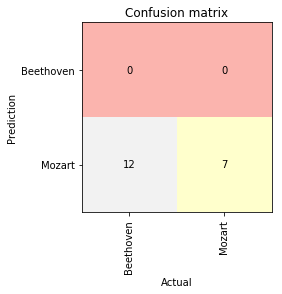 Confusion matrix
Prediction
Beethoven
0 0
Mozart
12 7
Beethoven
Mozart
Actual